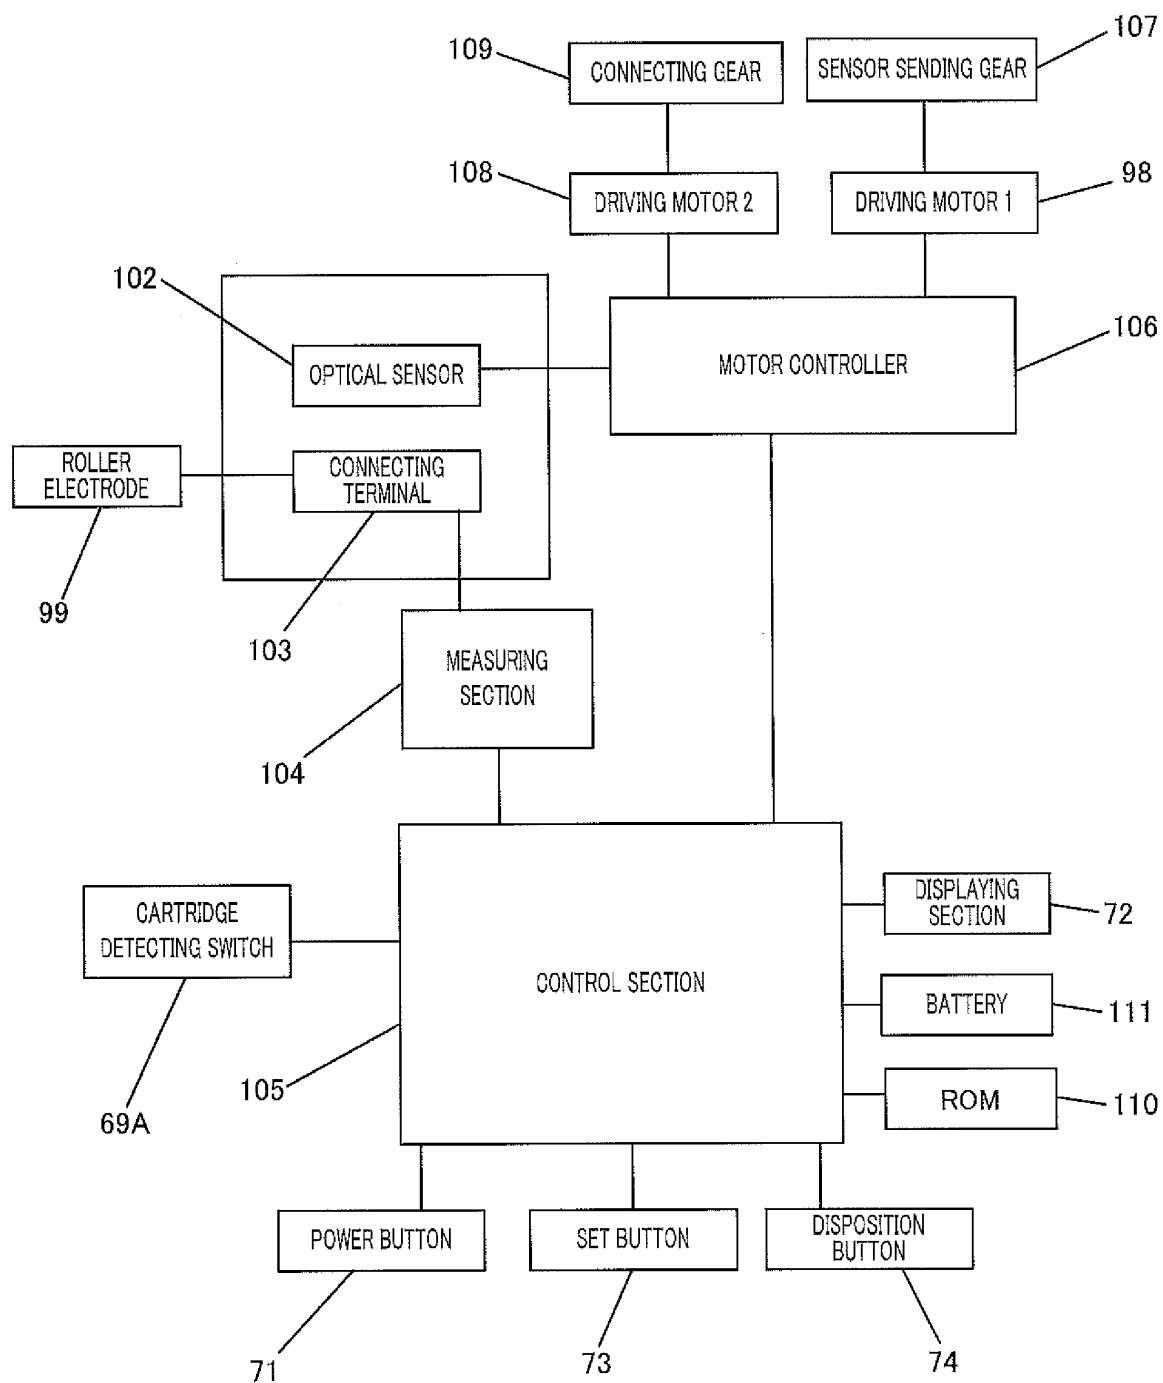 107
109
CONNECTING GEAR
SENSOR SENDING GEAR
108
98
DRIVING MOTOR 2
DRIVING MOTOR 1
102
106
MOTOR CONTROLLER
OPTICAL SENSOR
ROLLER
ELECTRODE
CONNECTING
TERMINAL
99
103
MEASURING
SECTION
104
DISPLAYING
SECTION
72
CARTRIDGE
DETECTING SWITCH
CONTROL SECTION
BATTERY
111
105
ROM
110
69A
POWER BUTTON
SET BUTTON
DISPOSITION
BUTTON
71
73
74